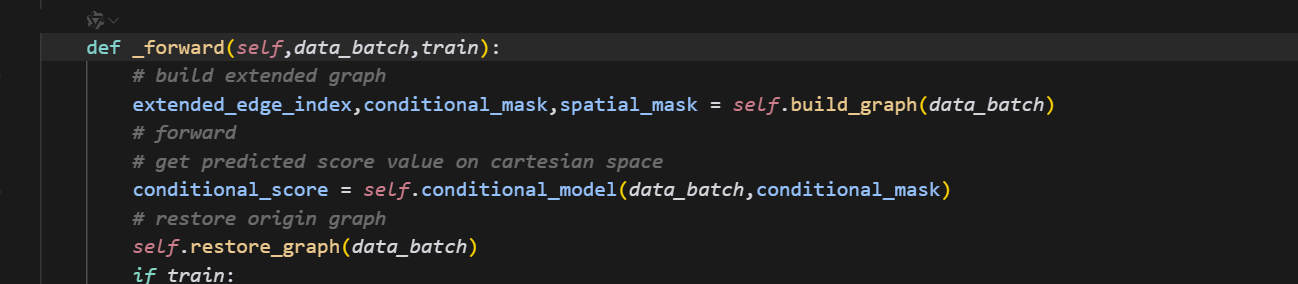 def _forward(self,data_batch,train):
# build extended graph
extended_edge_index,conditional_mask,spatial_mask = self.build_graph(data_batch)
# forward
# get predicted score value on cartesian space
conditional_score = self.conditional_model(data_batch,conditional_mask)
# restore origin graph
self.restore_graph(data_batch)
if train: